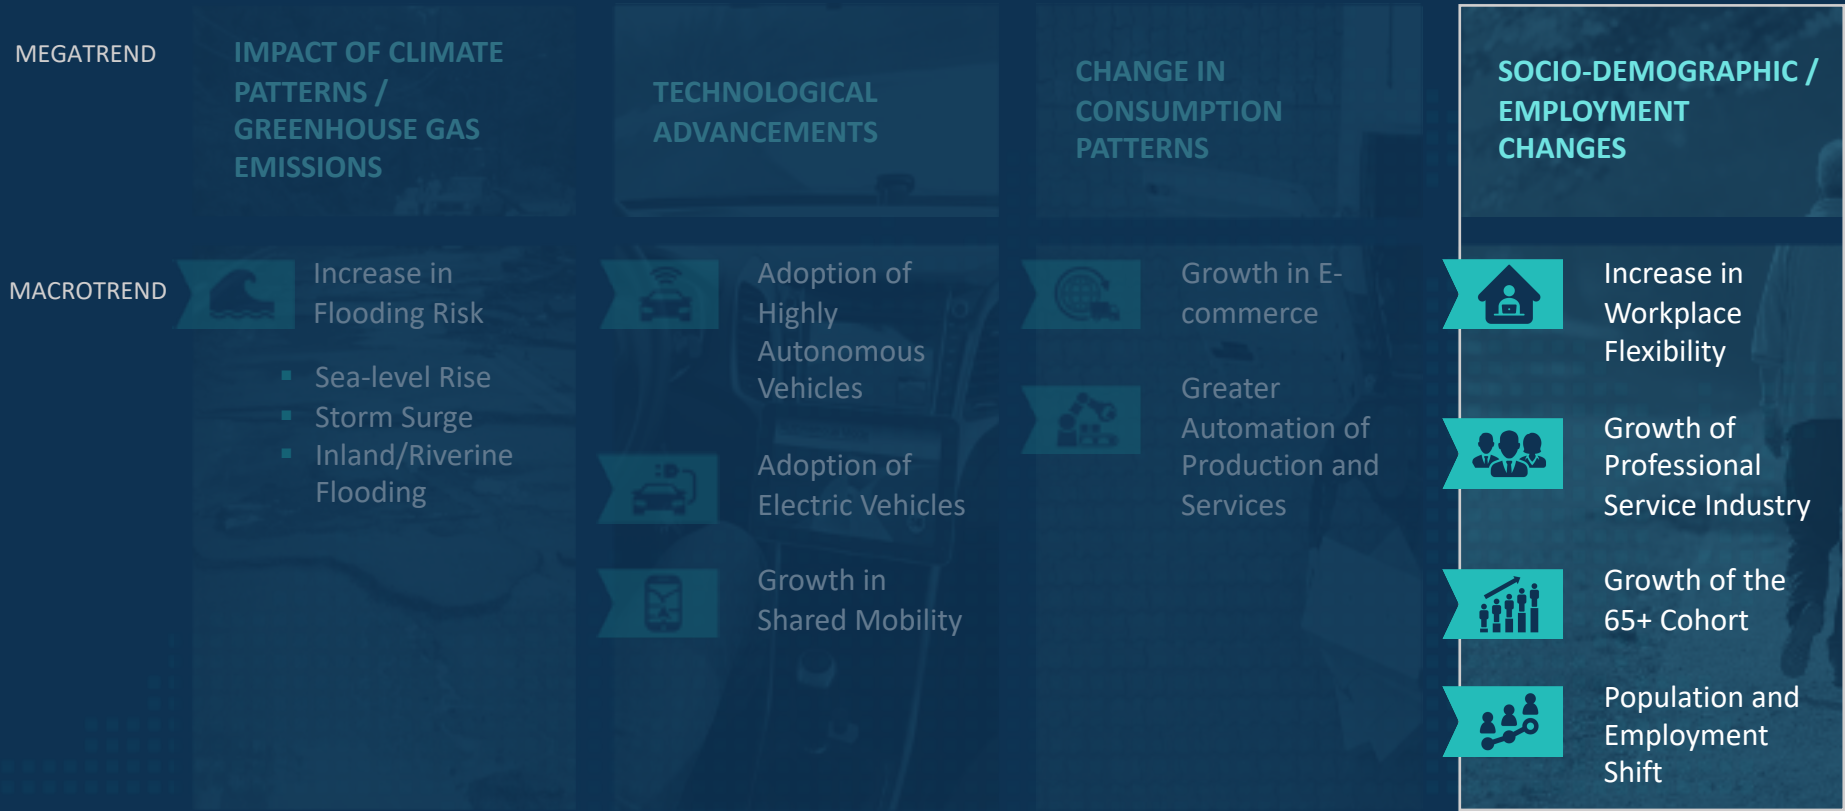 MEGATREND
IMPACT OF CLIMATE
PATTERNS /
GREENHOUSE GAS
EMISSIONS
TECHNOLOGICAL
ADVANCEMENTS
CHANGE IN
CONSUMPTION
PATTERNS
SOCIO-DEMOGRAPHIC /
EMPLOYMENT
CHANGES
MACROTREND
Increase in
Flooding Risk
▪ Sea-level Rise
▪ Storm Surge
▪ Inland/Riverine
Flooding
Adoption of
Highly
Autonomous
Vehicles
Adoption of
Electric Vehicles
Growth in
Shared Mobility
Growth in E-
commerce
Greater
Automation of
Production and
Services
Increase in
Workplace
Flexibility
Growth of
Professional
Service Industry
Growth of the
65+ Cohort
Population and
Employment
Shift